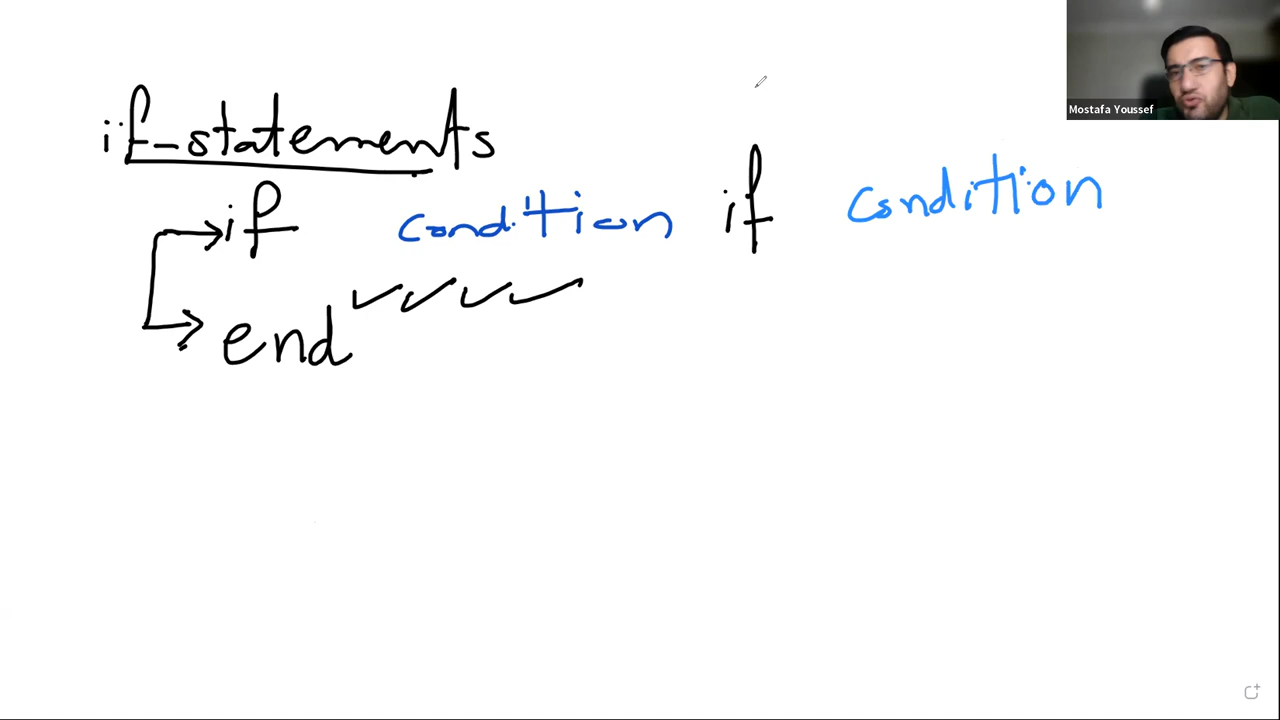 Mostafa Youssef
if-statements
if condition
end
if condition